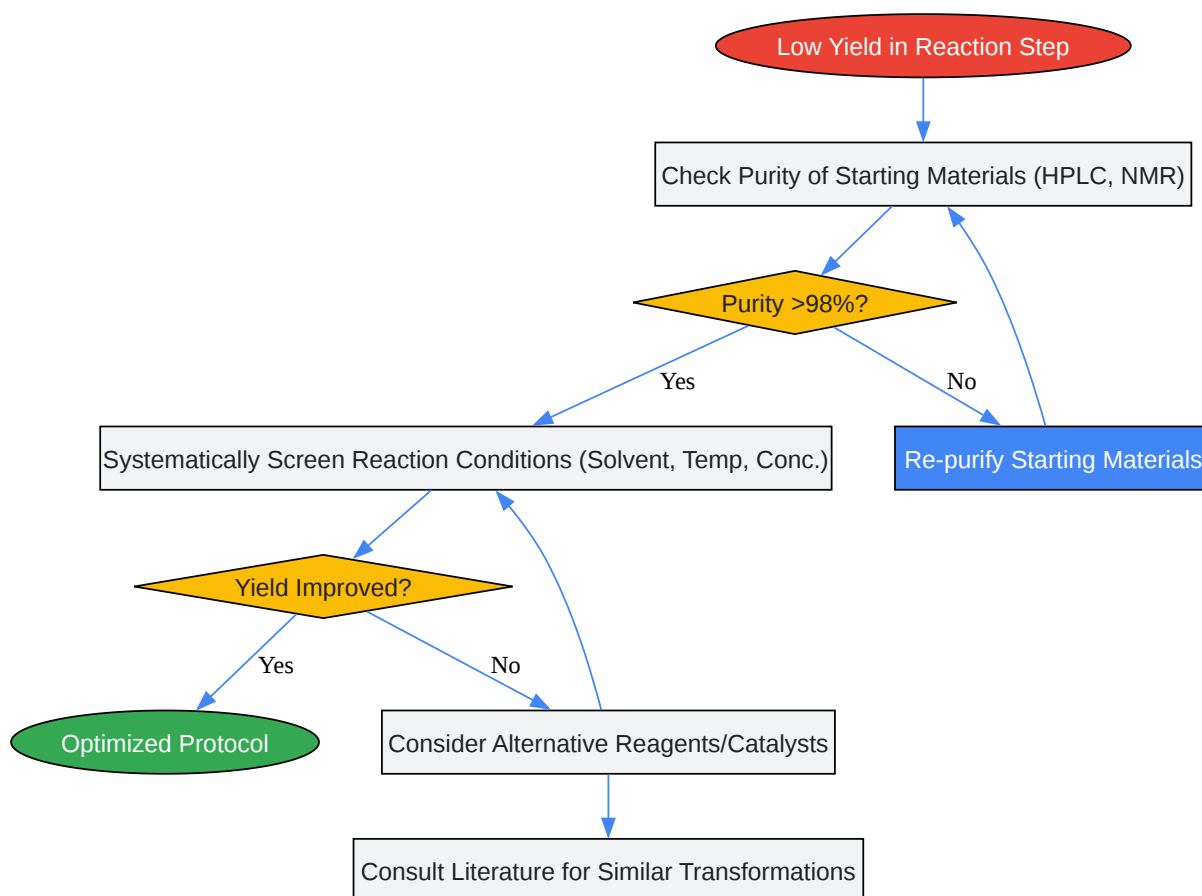 Low Yield in Reaction Step
Check Purity of Starting Materials (HPLC, NMR)
Purity >98%?
Yes
No
Systematically Screen Reaction Conditions (Solvent, Temp, Conc.)
Re-purify Starting Materials
Yield Improved?
Yes
No
Optimized Protocol
Consider Alternative Reagents/Catalysts
Consult Literature for Similar Transformations